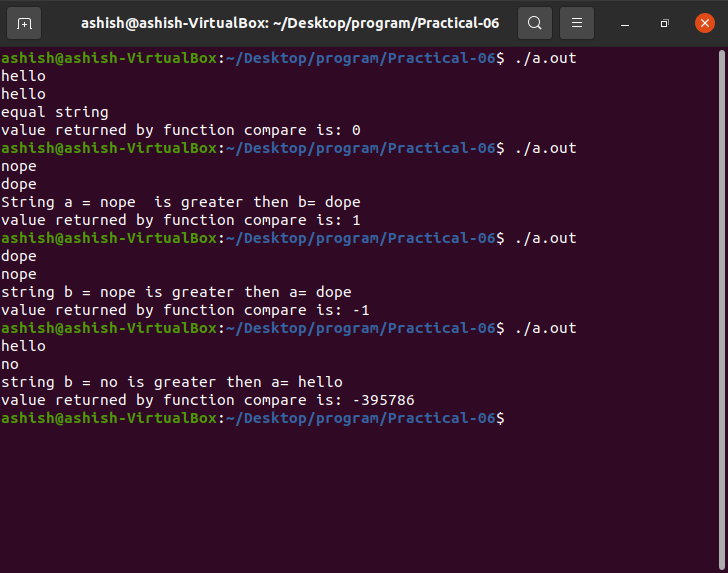 ashish@ashish-VirtualBox: ~/Desktop/program/Practical-06
ashish@ashish-VirtualBox:~/Desktop/program/Practical-06$ ./a.out
hello
hello
equal string
value returned by function compare is: 0
ashish@ashish-VirtualBox:~/Desktop/program/Practical-06$ ./a.out
nope
dope
String a = nope  is greater then b= dope
value returned by function compare is: 1
ashish@ashish-VirtualBox:~/Desktop/program/Practical-06$ ./a.out
dope
nope
string b = nope is greater then a= dope
value returned by function compare is: -1
ashish@ashish-VirtualBox:~/Desktop/program/Practical-06$ ./a.out
hello
no
string b = no is greater then a= hello
value returned by function compare is: -395786
ashish@ashish-VirtualBox:~/Desktop/program/Practical-06$